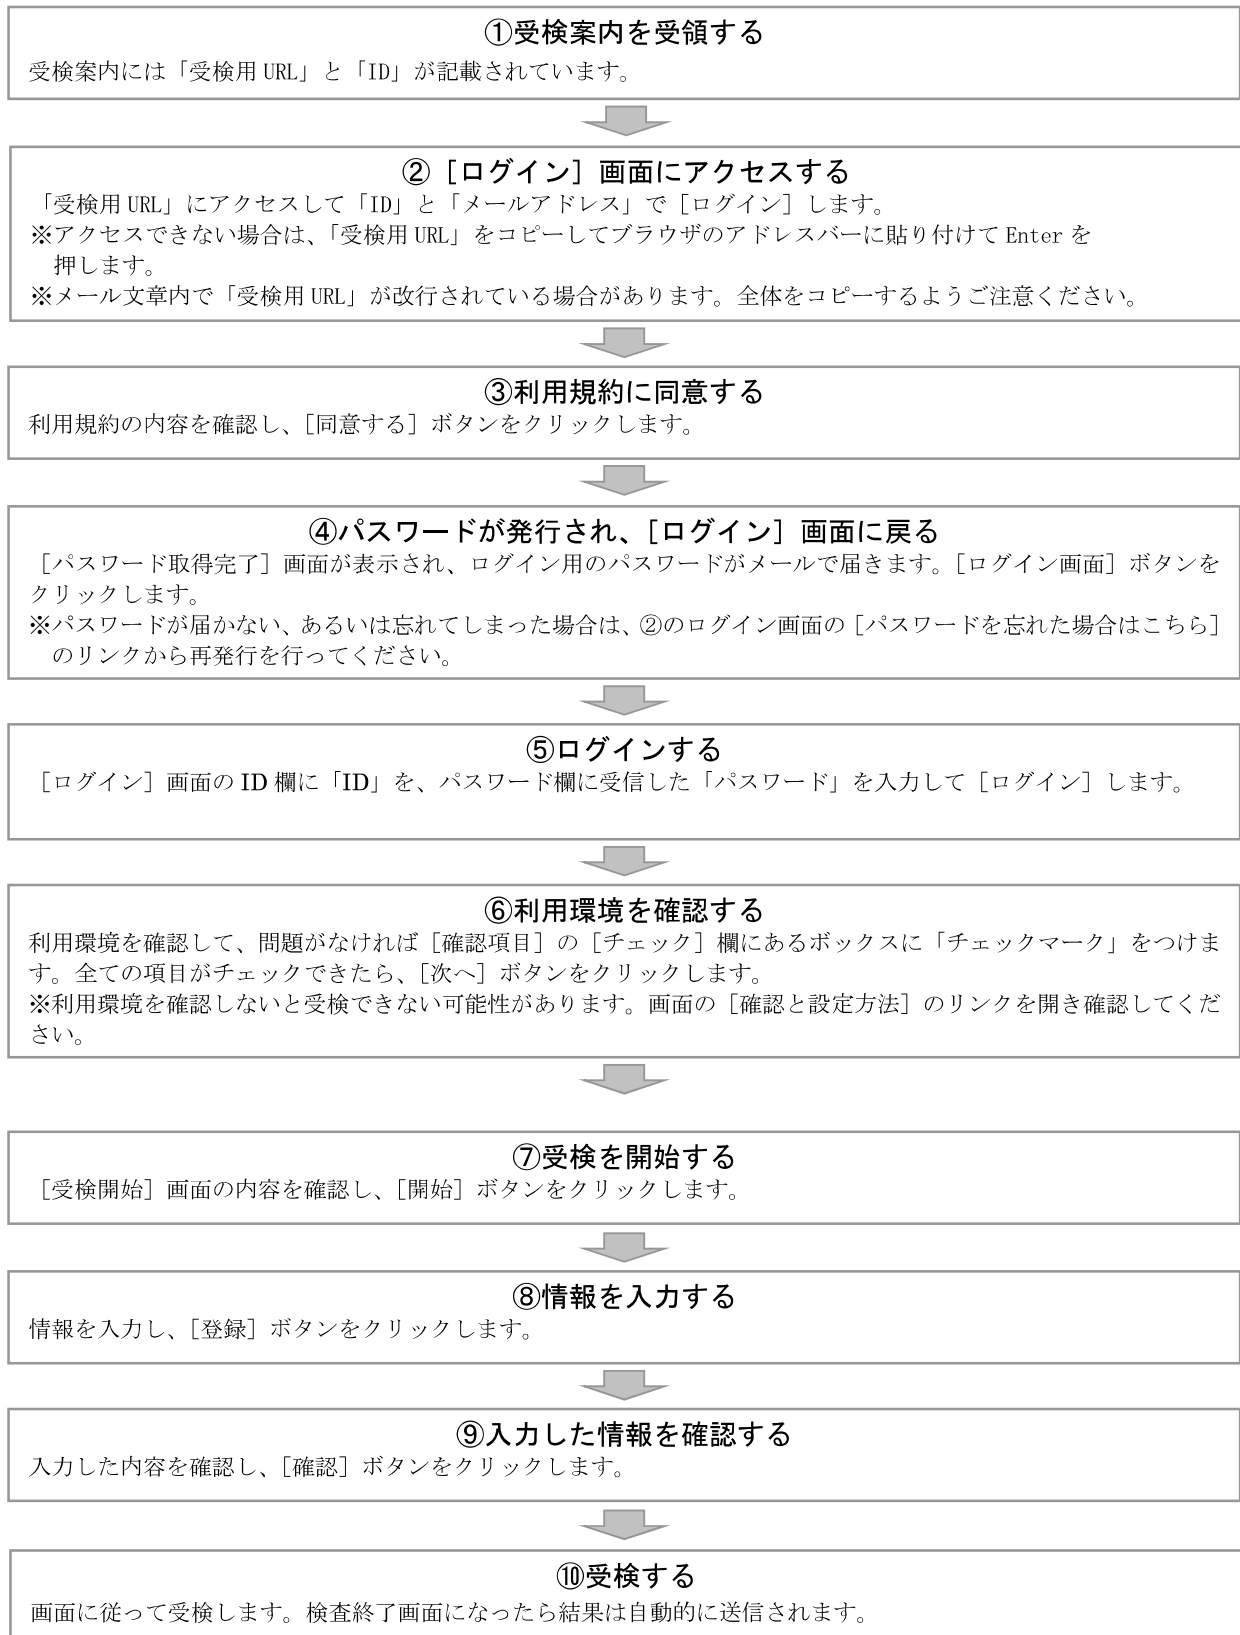 ①受検案内を受領する
受検案内には「受検用 URL」と「ID」が記載されています。
②［ログイン］画面にアクセスする
「受検用 URL」にアクセスして「ID」と「メールアドレス」で［ログイン］します。
※アクセスできない場合は、「受検用 URL」をコピーしてブラウザのアドレスバーに貼り付けて Enter を
押します。
※メール文章内で「受検用 URL」が改行されている場合があります。全体をコピーするようご注意ください。
③利用規約に同意する
利用規約の内容を確認し、［同意する］ボタンをクリックします。
④パスワードが発行され、［ログイン］画面に戻る
［パスワード取得完了］画面が表示され、ログイン用のパスワードがメールで届きます。［ログイン画面］ボタンを
クリックします。
※パスワードが届かない、あるいは忘れてしまった場合は、②のログイン画面の［パスワードを忘れた場合はこちら］
のリンクから再発行を行ってください。
⑤ログインする
［ログイン］画面の ID 欄に「ID」を、パスワード欄に受信した「パスワード」を入力して［ログイン］します。
⑥利用環境を確認する
利用環境を確認して、問題がなければ［確認項目］の［チェック］欄にあるボックスに「チェックマーク」をつけま
す。全ての項目がチェックできたら、［次へ］ボタンをクリックします。
※利用環境を確認しないと受検できない可能性があります。画面の［確認と設定方法］のリンクを開き確認してくだ
さい。
⑦受検を開始する
［受検開始］画面の内容を確認し、［開始］ボタンをクリックします。
⑧情報を入力する
情報を入力し、［登録］ボタンをクリックします。
⑨入力した情報を確認する
入力した内容を確認し、［確認］ボタンをクリックします。
⑩受検する
画面に従って受検します。検査終了画面になったら結果は自動的に送信されます。